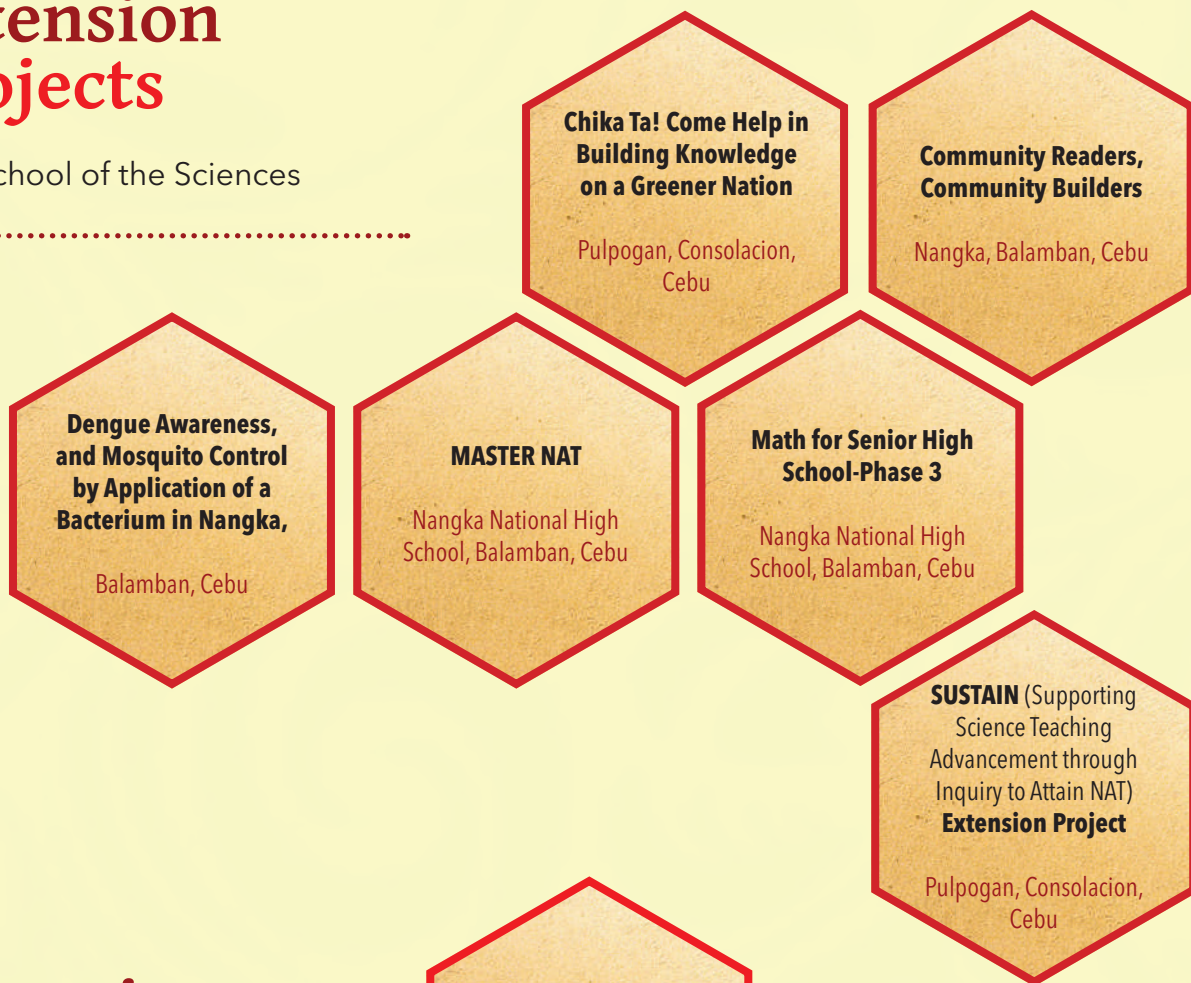 tension
ojects
chool of the Sciences
Chika Ta! Come Help in
Building Knowledge
on a Greener Nation
Pulpogan, Consolacion,
Cebu
Community Readers,
Community Builders
Nangka, Balamban, Cebu
Dengue Awareness,
and Mosquito Control
by Application of a
Bacterium in Nangka,
Balamban, Cebu
MASTER NAT
Nangka National High
School, Balamban, Cebu
Math for Senior High
School-Phase 3
Nangka National High
School, Balamban, Cebu
SUSTAIN (Supporting
Science Teaching
Advancement through
Inquiry to Attain NAT)
Extension Project
Pulpogan, Consolacion,
Cebu